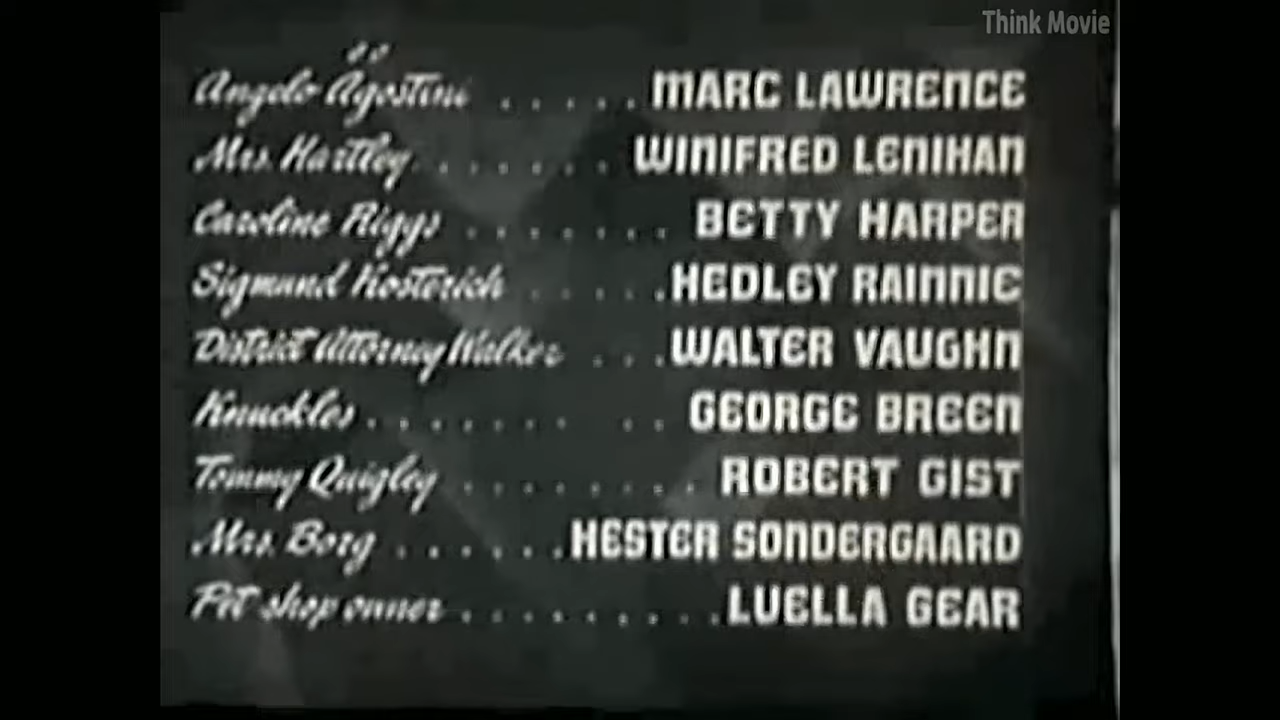 Think Movie
Angelo Agostini . . . . . MARC LAWRENCE
Mrs. Hartley . . . . . . WINIFRED LENIHAN
Caroline Riggs . . . . . . . BETTY HARPER
Sigmund Kosterich . . . . . HEDLEY RAINNIE
District Attorney Walker . . . WALTER VAUGHN
Knuckles . . . . . . . . . GEORGE BREEN
Tommy Quigley . . . . . . . . ROBERT GIST
Mrs. Borg . . . . . . HESTER SONDERGAARD
Pet shop owner . . . . . . . . . LUELLA GEAR